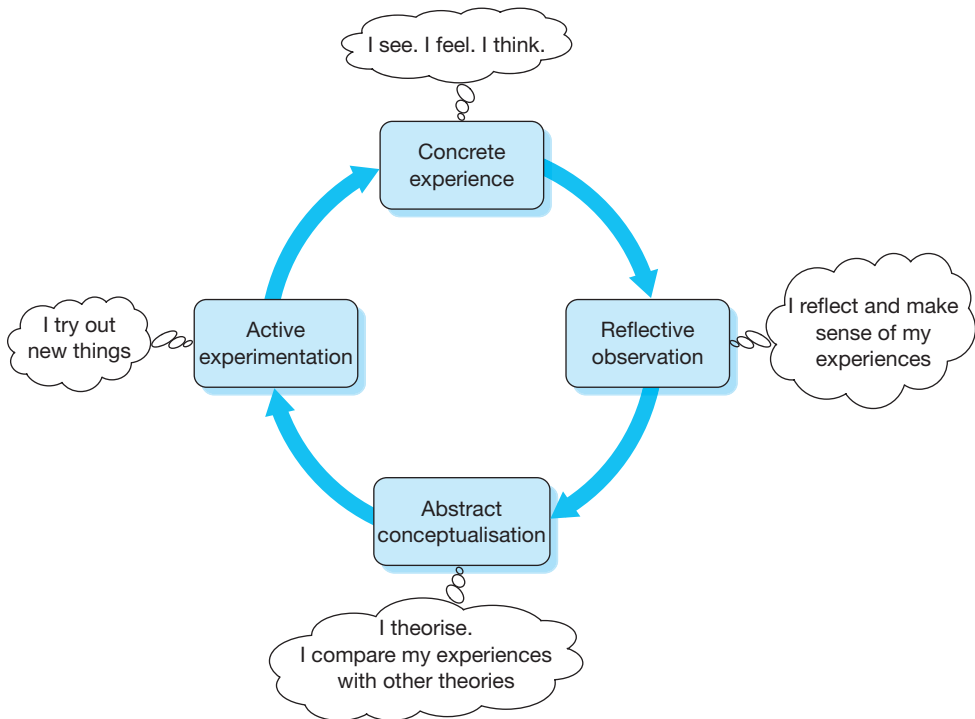 I see. I feel. I think.
Concrete
experience
I reflect and make
sense of my
experiences
Reflective
observation
Abstract
conceptualisation
I theorise.
I compare my experiences
with other theories
Active
experimentation
I try out
new things